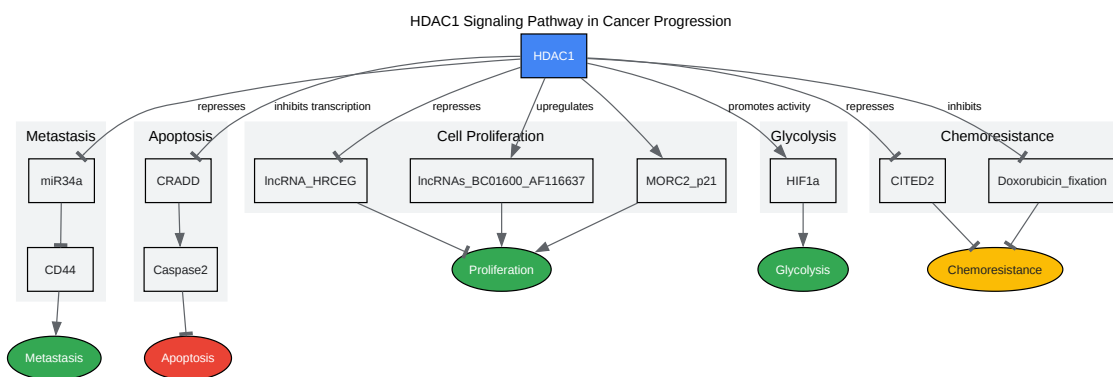 HDAC1 Signaling Pathway in Cancer Progression
HDAC1
represses
inhibits transcription
represses
upregulates
promotes activity
represses
inhibits
Metastasis
Apoptosis
Cell Proliferation
Glycolysis
Chemoresistance
miR34a
CRADD
lncRNA_HRCEG
lncRNAs_BC01600_AF116637
MORC2_p21
HIF1a
CITED2
Doxorubicin_fixation
CD44
Caspase2
Proliferation
Glycolysis
Chemoresistance
Metastasis
Apoptosis